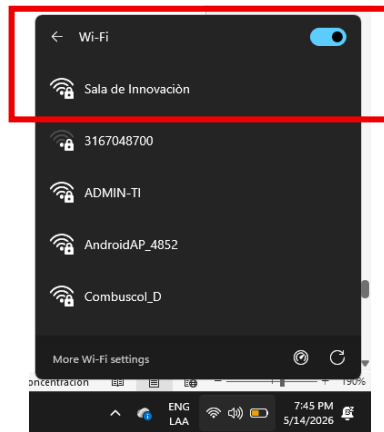 Wi-Fi
Sala de Innovaciòn
3167048700
ADMIN-TI
AndroidAP_4852
Combuscol_D
More Wi-Fi settings
oncentración
190%
ENG
LAA
7:45 PM
5/14/2026